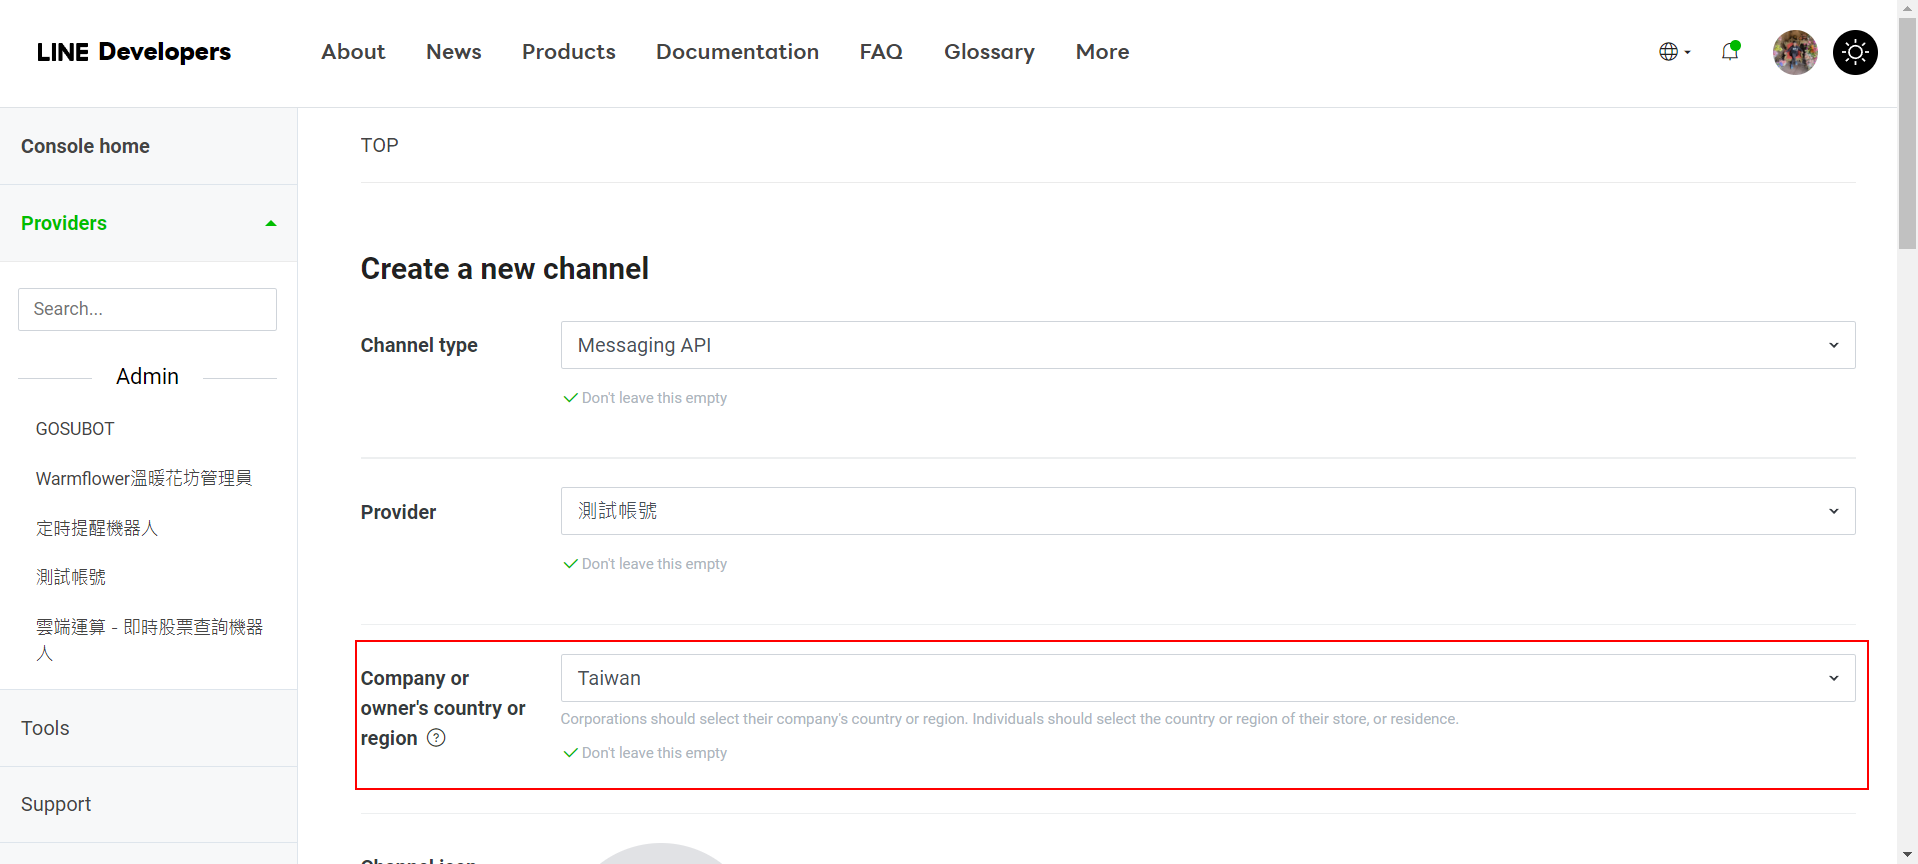 LINE Developers
About News Products Documentation FAQ Glossary More
Console home
Providers
Search...
Admin
GOSUBOT
Warmflower溫暖花坊管理員
定時提醒機器人
測試帳號
雲端運算 - 即時股票查詢機器
人
Tools
Support
TOP
Create a new channel
Channel type
Messaging API
Don't leave this empty
Provider
測試帳號
Don't leave this empty
Company or
owner's country or
region ?
Taiwan
Corporations should select their company's country or region. Individuals should select the country or region of their store, or residence.
Don't leave this empty
Channel icon